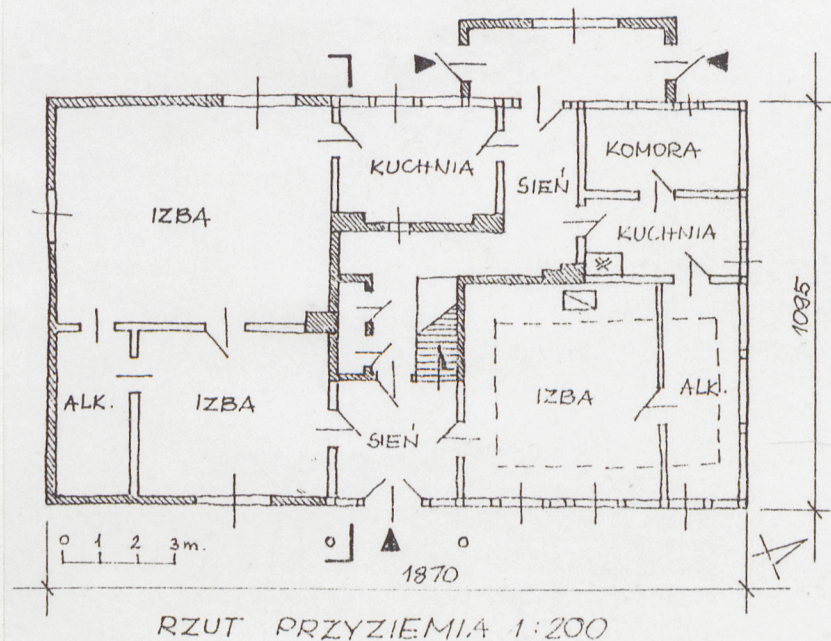 KOMORA
KUCHNIA
SIEŃ
IZBA
KUCHNIA
1095
ALK.
IZBA
IZBA
ALK.
SIEŃ
0 1 2 3m.
1870
RZUT PRZYZIEMIA 1:200